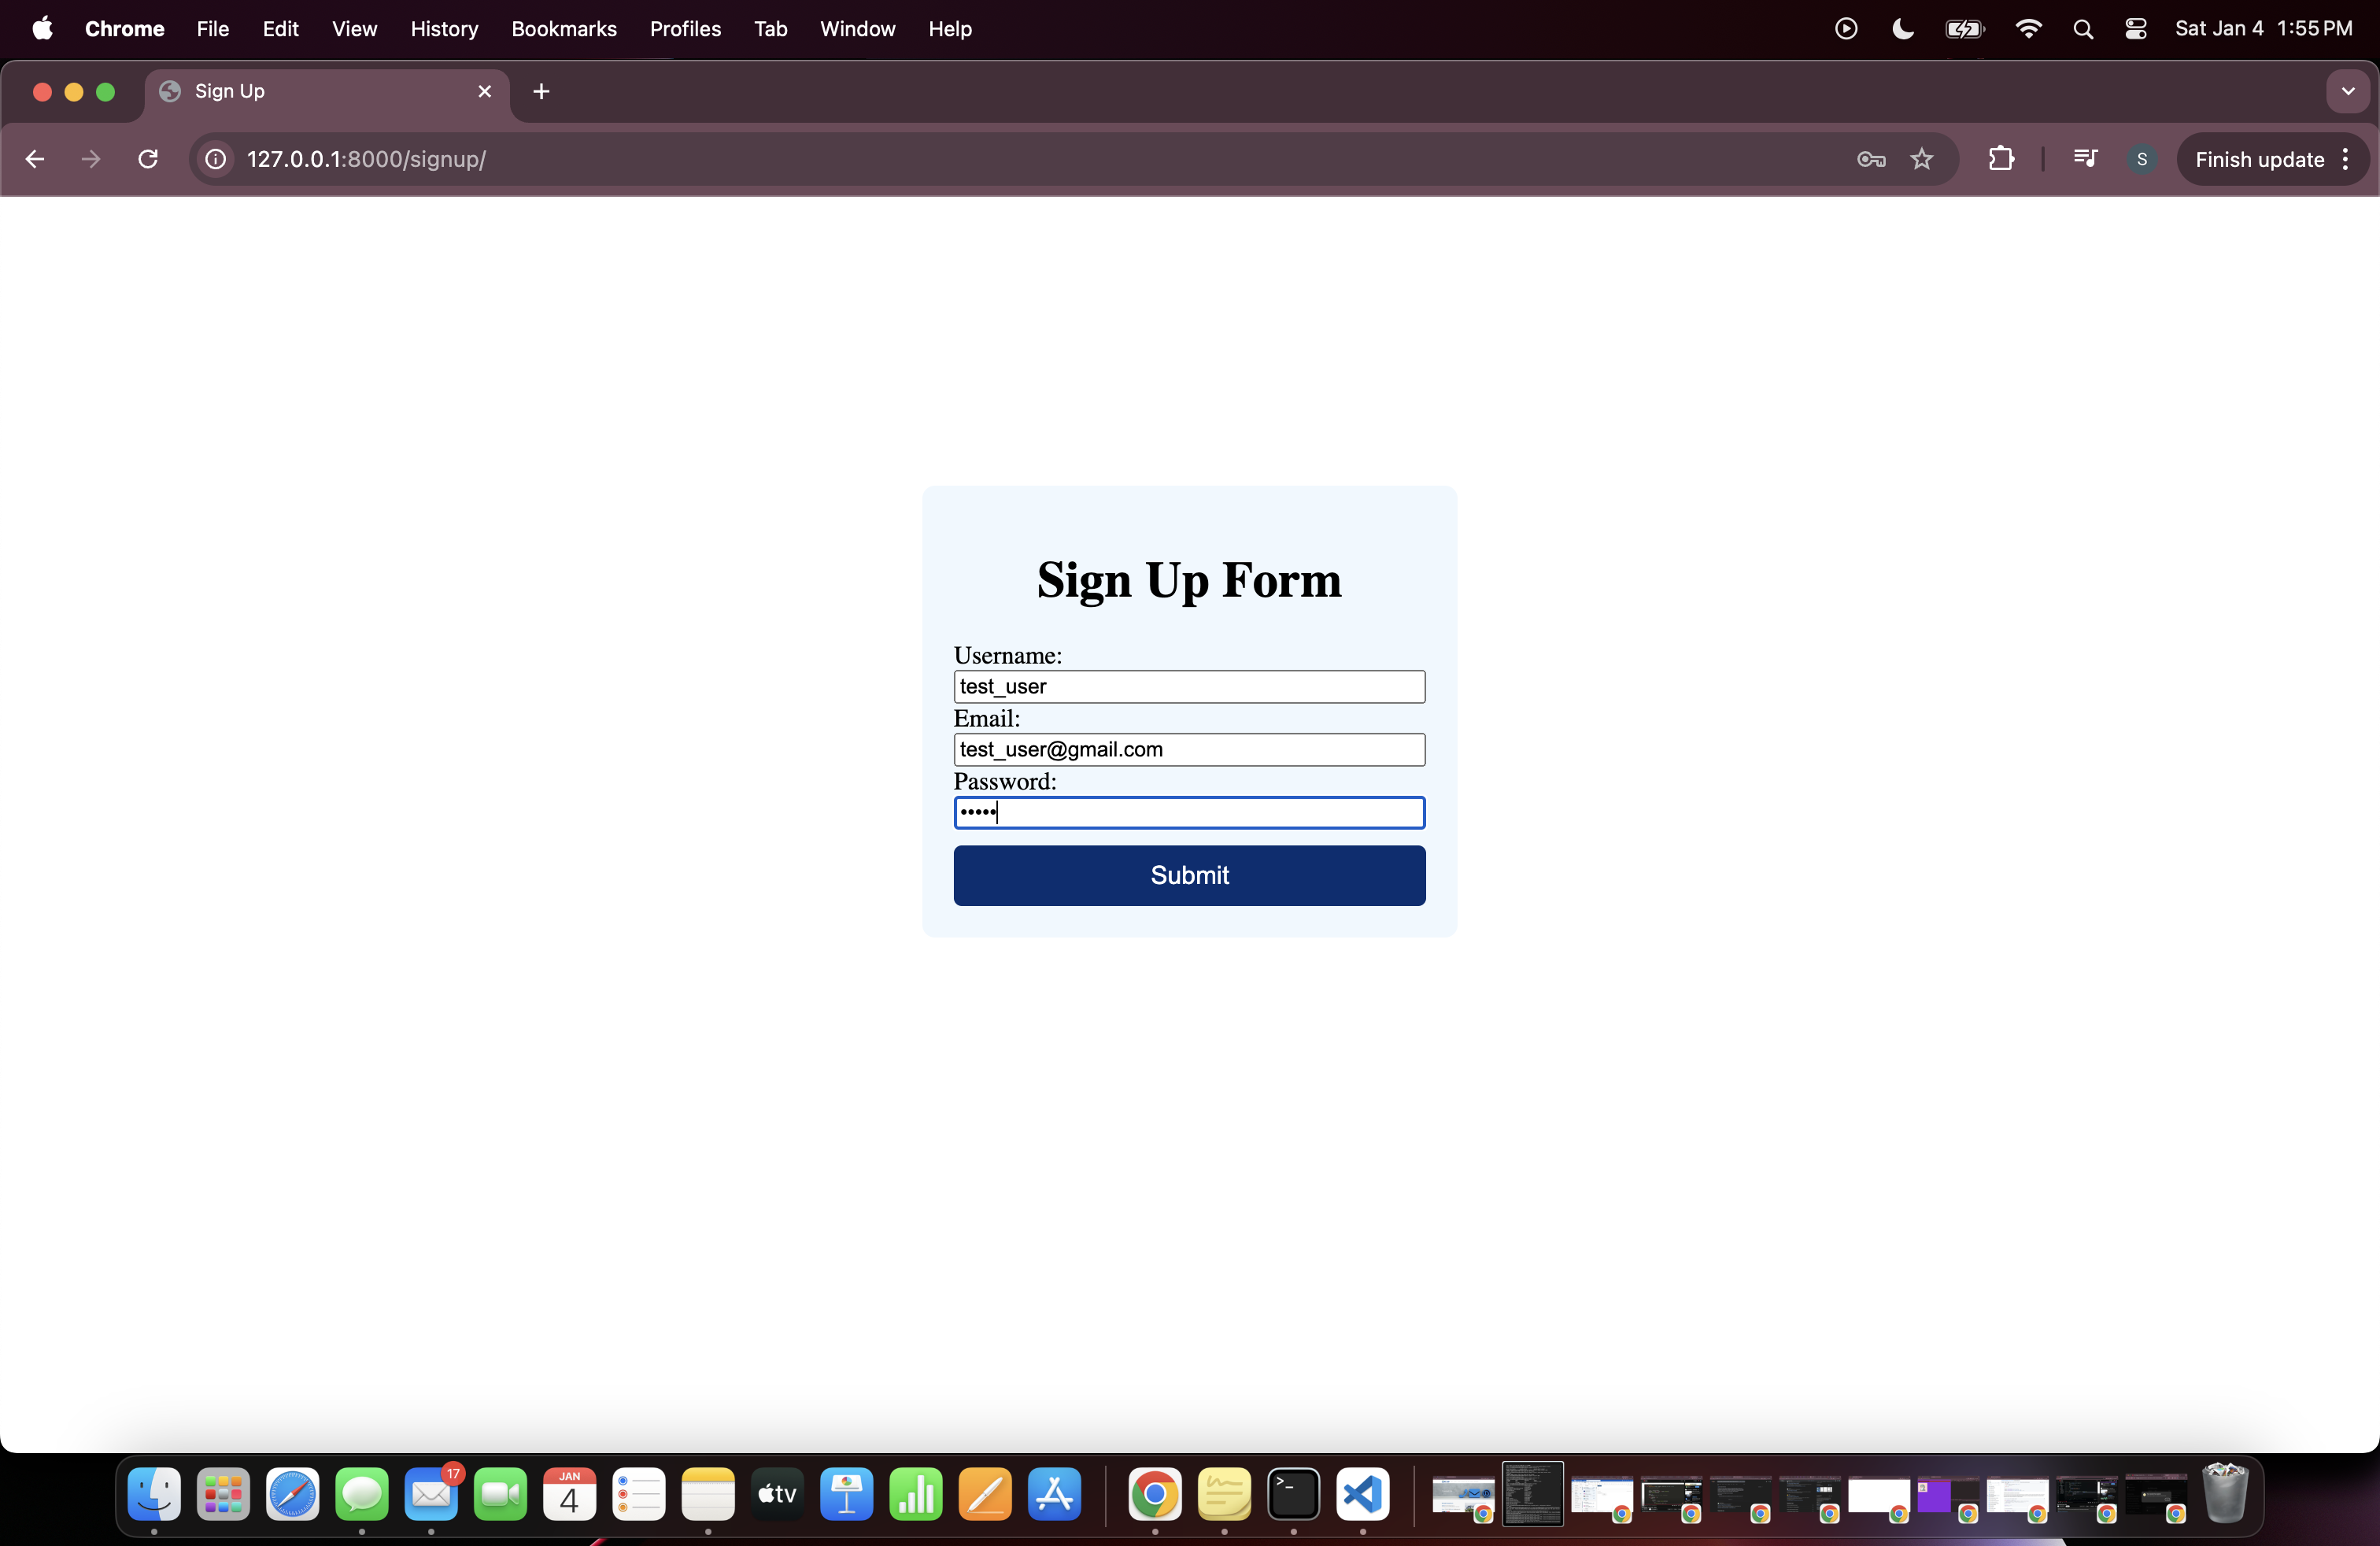 Chrome File Edit View History Bookmarks Profiles Tab Window Help Sat Jan 4 1:55 PM
Sign Up
127.0.0.1:8000/signup/ S Finish update
Sign Up Form
Username:
test_user
Email:
test_user@gmail.com
Password:
•••••
Submit
17
JAN
4
tv
>_